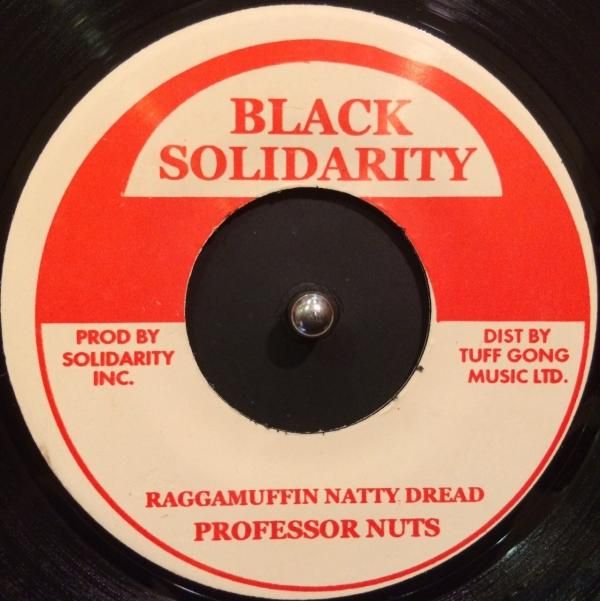 BLACK
SOLIDARITY
PROD BY
SOLIDARITY
INC.
DIST BY
TUFF GONG
MUSIC LTD.
RAGGAMUFFIN NATTY DREAD
PROFESSOR NUTS